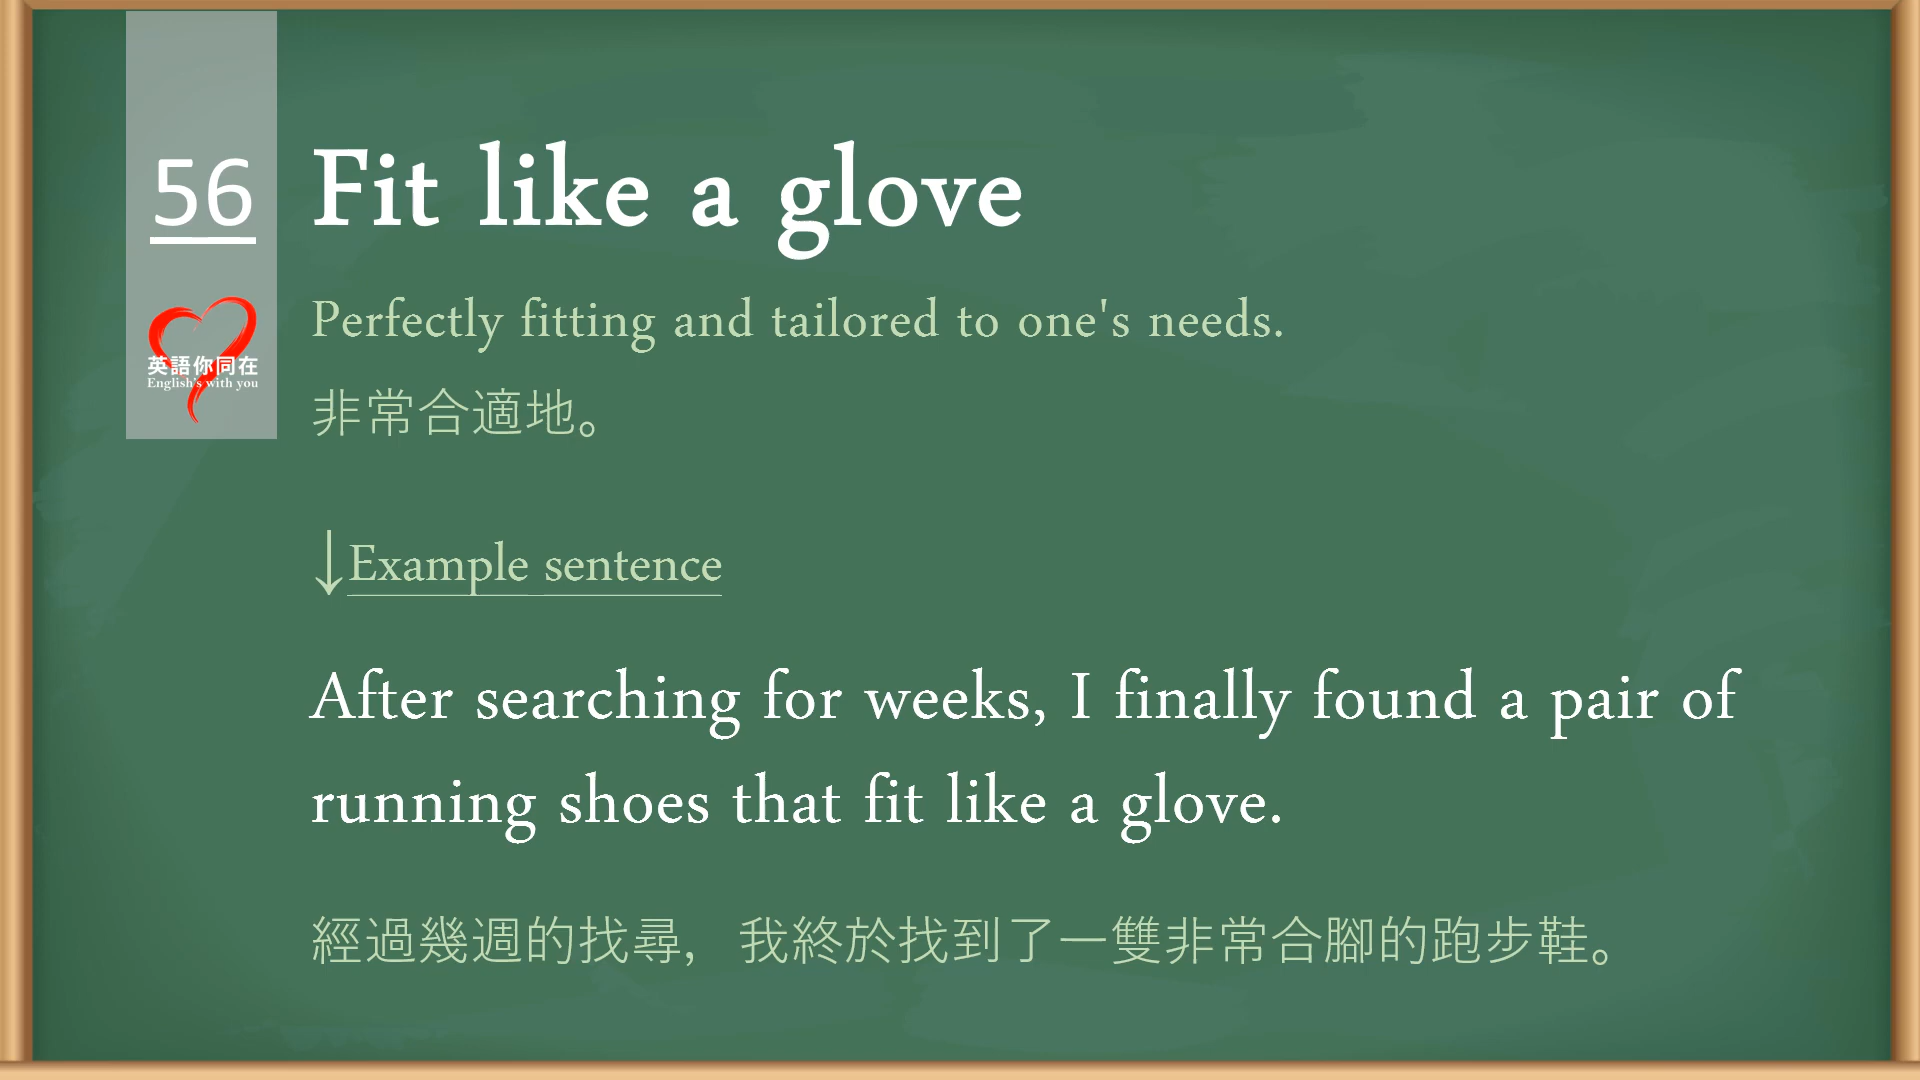 56
Fit like a glove
英語你同在
English's with you
Perfectly fitting and tailored to one's needs.
非常合適地。
↓Example sentence
After searching for weeks, I finally found a pair of
running shoes that fit like a glove.
經過幾週的找尋，我終於找到了一雙非常合腳的跑步鞋。